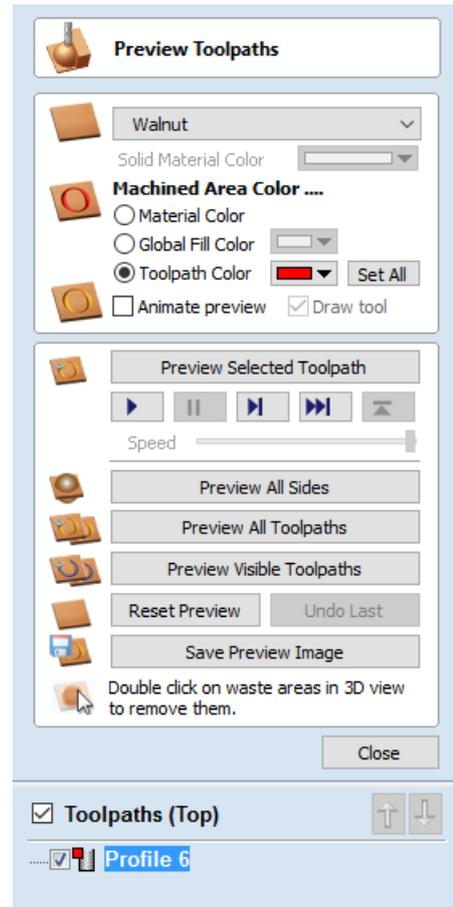 Preview Toolpaths
Walnut
Solid Material Color
Machined Area Color ....
Material Color
Global Fill Color
Toolpath Color Set All
Animate preview Draw tool
Preview Selected Toolpath
Speed
Preview All Sides
Preview All Toolpaths
Preview Visible Toolpaths
Reset Preview Undo Last
Save Preview Image
Double click on waste areas in 3D view
to remove them.
Close
Toolpaths (Top)
Profile 6